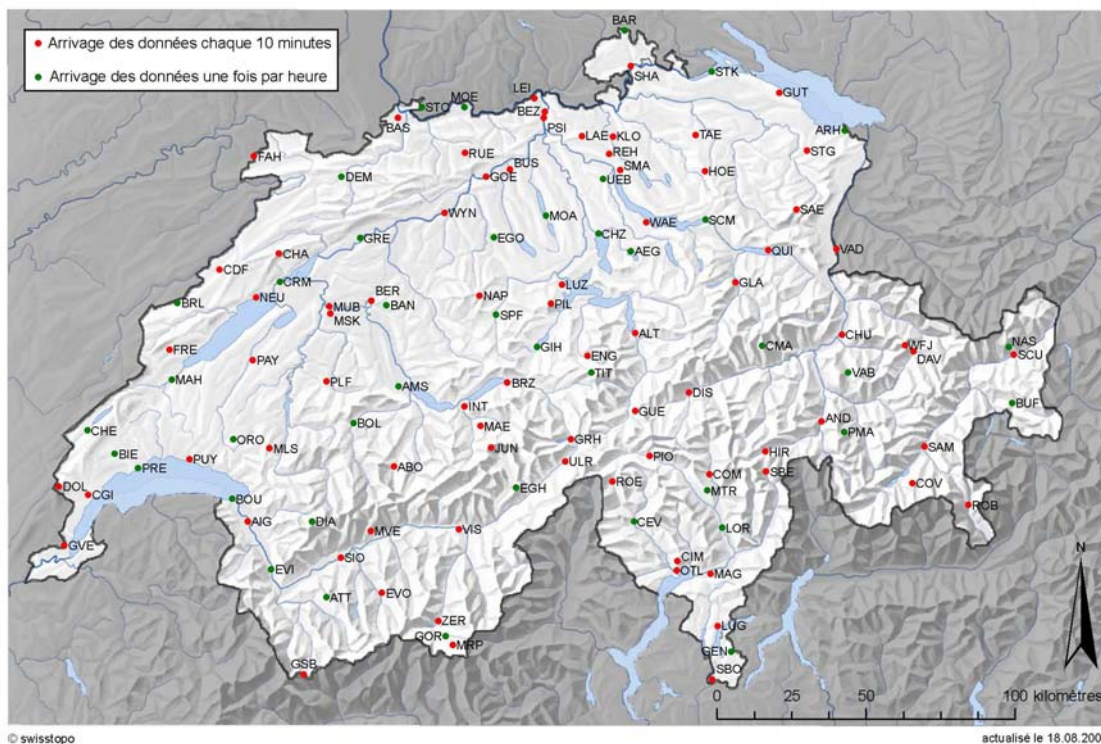 Arrivage des données chaque 10 minutes
Arrivage des données une fois par heure
BAR
SHA
STK
GUT
LEI
MOE
STC
BEZ
BAS
PSI
ARH
LAE
KLO
TAE
STG
FAH
RUE
REH
BUS
SMA
HOE
DEM
GOE
UEB
SAE
WYN
MOA
WAE
SCM
GRE
EGO
CHZ
AEG
QUI
VAD
CHA
CDF
CRM
LUZ
GLA
BRL
NEU
BER
NAP
MUB
BAN
PIL
MSK
SPF
ALT
CHU
FRE
GIH
CMA
WFJ
NAS
PAY
ENG
DAV
SCU
MAH
PLF
TIT
VAB
AMS
BRZ
DIS
BUF
INT
GUE
CHE
BOL
MAE
AND
ORO
GRH
PMA
MLS
JUN
BIE
PUY
PIO
HIR
SAM
PRE
ABO
ULR
COM
SBE
DOL
EGH
ROE
MTR
COV
CGI
BOU
ROB
AIG
DIA
MVE
VIS
CEV
LOR
GVE
SIO
CIM
EVI
OTL
MAG
ATT
EVO
ZER
LUG
GOR
MRP
GEN
GSB
SBO
N
0 25 50 100 kilomètres
© swisstopo
actualisé le 18.08.200